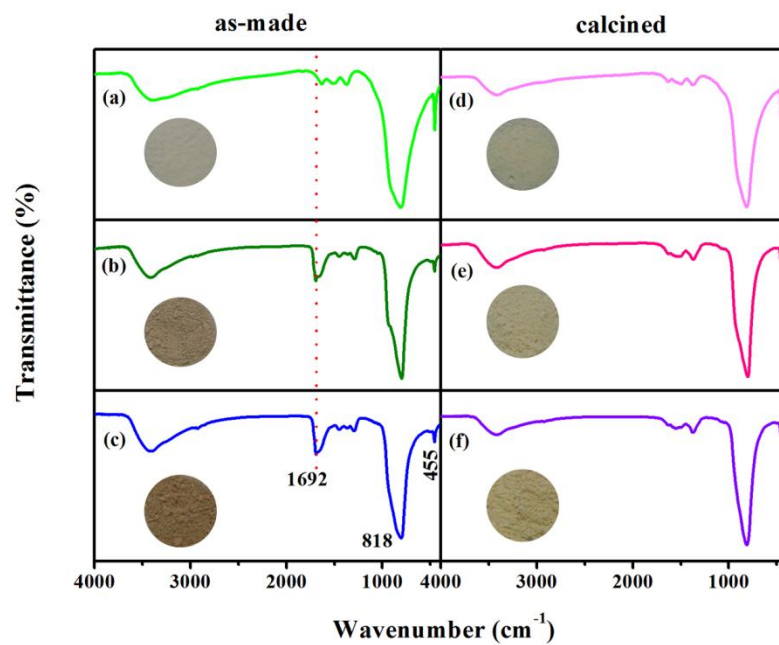 as-made calcined
(a) (d)
(b) (e)
(c) (f)
1692
818
455
Transmittance (%)
4000 3000 2000 1000 4000 3000 2000 1000
Wavenumber (cm⁻¹)